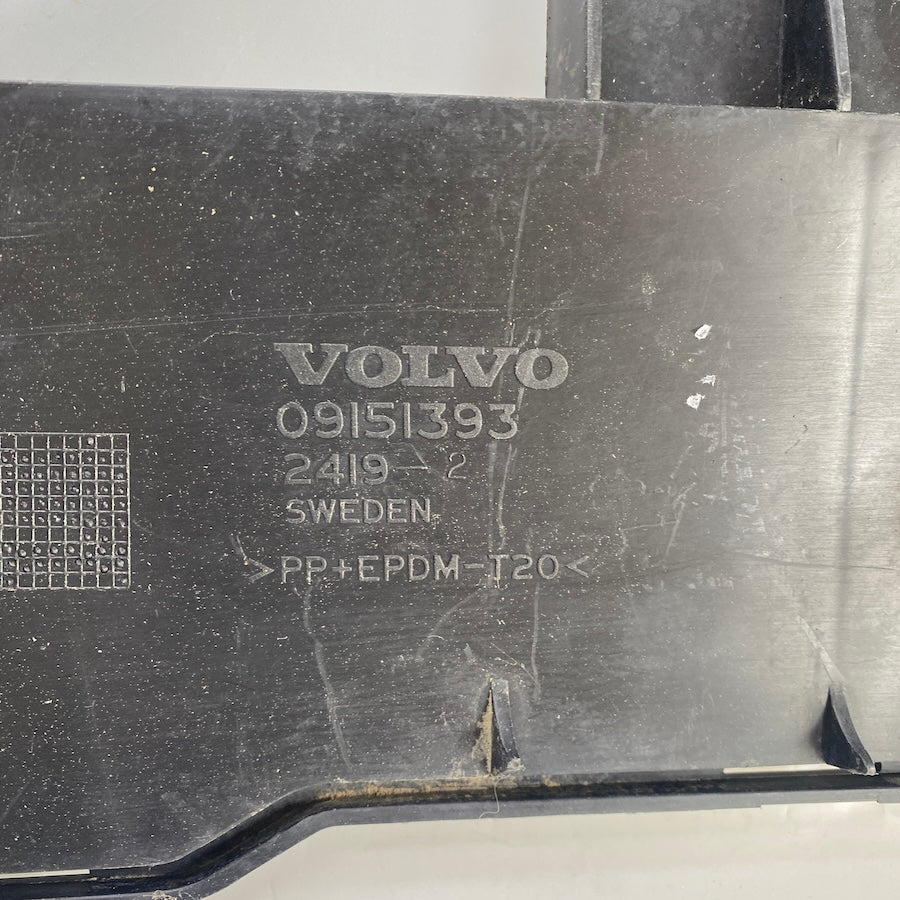 VOLVO
09151393
2419-2
SWEDEN
>PP+EPDM-T20<